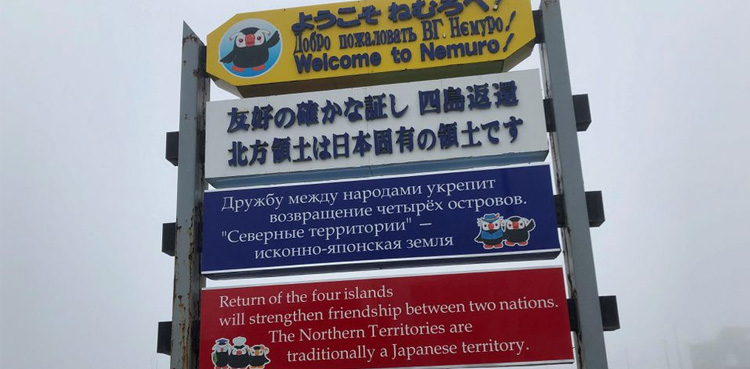 ようこそ ねむろへ!
Добро пожаловать ВГ. Нємуро!
Welcome to Nemuro!
友好の確かな証し 四島返還
北方領土は日本固有の領土です
Дружбу между народами укрепит
возвращение четырёх островов.
"Северные территории" —
исконно-японская земля
Return of the four islands
will strengthen friendship between two nations.
The Northern Territories are
traditionally a Japanese territory.